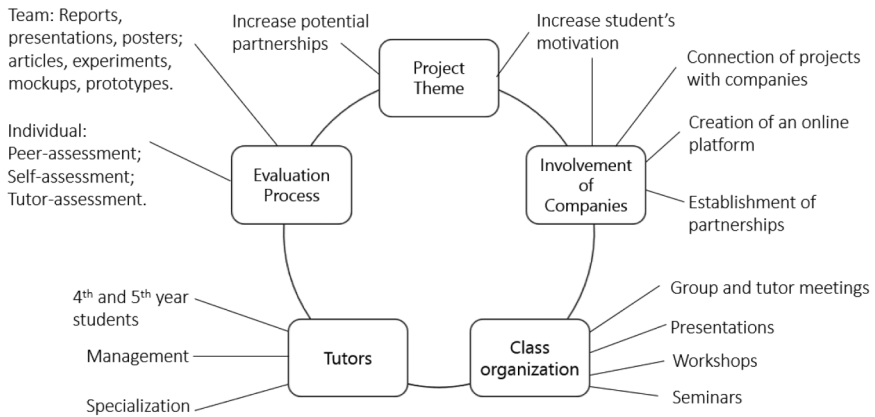 Team: Reports,
presentations, posters;
articles, experiments,
mockups, prototypes.
Increase potential
partnerships
Project
Theme
Increase student's
motivation
Connection of projects
with companies
Creation of an online
platform
Establishment of
partnerships
Individual:
Peer-assessment;
Self-assessment;
Tutor-assessment.
Evaluation
Process
Involvement
of
Companies
4th and 5th year
students
Management
Specialization
Tutors
Class
organization
Group and tutor meetings
Presentations
Workshops
Seminars